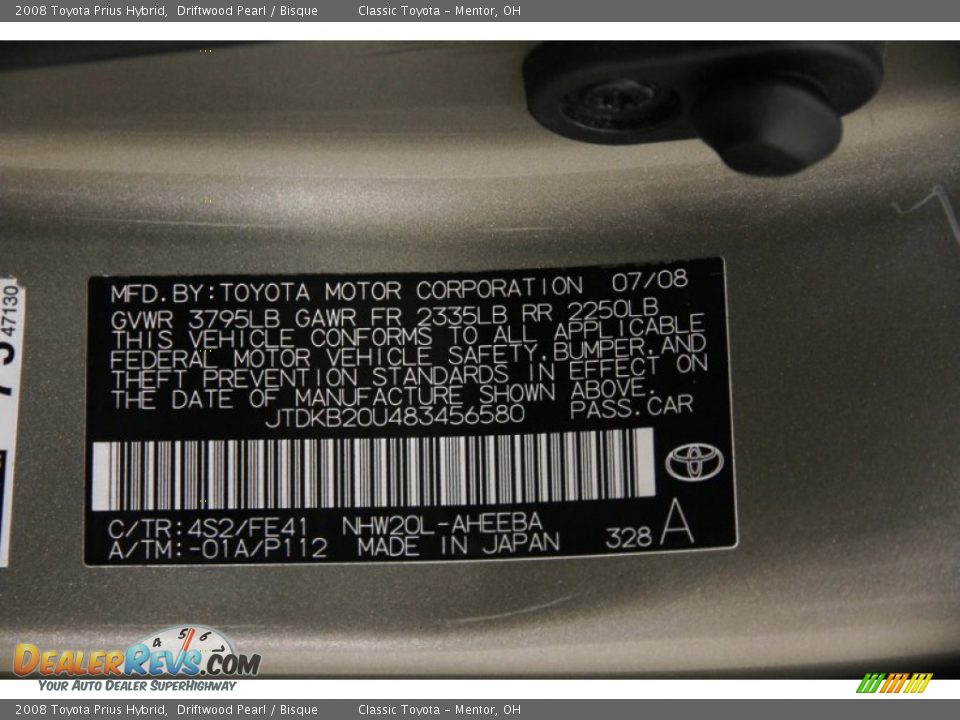 2008 Toyota Prius Hybrid, Driftwood Pearl / Bisque Classic Toyota - Mentor, OH
47130
MFD.BY:TOYOTA MOTOR CORPORATION 07/08
GVWR 3795LB GAWR FR 2335LB RR 2250LB
THIS VEHICLE CONFORMS TO ALL APPLICABLE
FEDERAL MOTOR VEHICLE SAFETY, BUMPER, AND
THEFT PREVENTION STANDARDS IN EFFECT ON
THE DATE OF MANUFACTURE SHOWN ABOVE.
JTDKB20U483456580 PASS.CAR
C/TR:4S2/FE41 NHW20L-AHEEBA
A/TM:-01A/P112 MADE IN JAPAN 328 A
4 5 6
DEALERREVS.COM
YOUR AUTO DEALER SUPERHIGHWAY
2008 Toyota Prius Hybrid, Driftwood Pearl / Bisque Classic Toyota - Mentor, OH